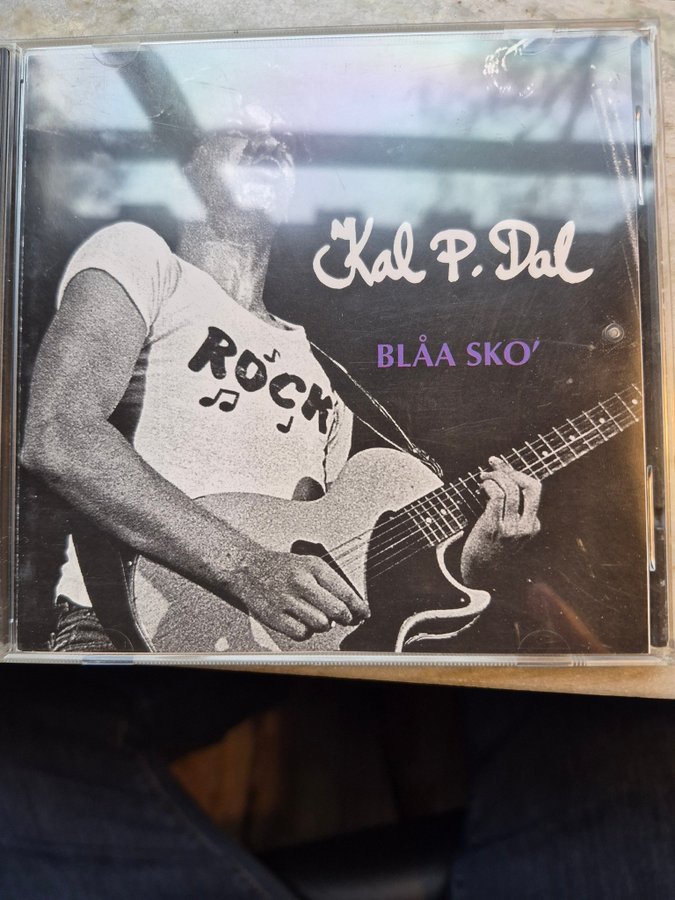 Kal P. Dal
BLÅA SKO'
ROCK